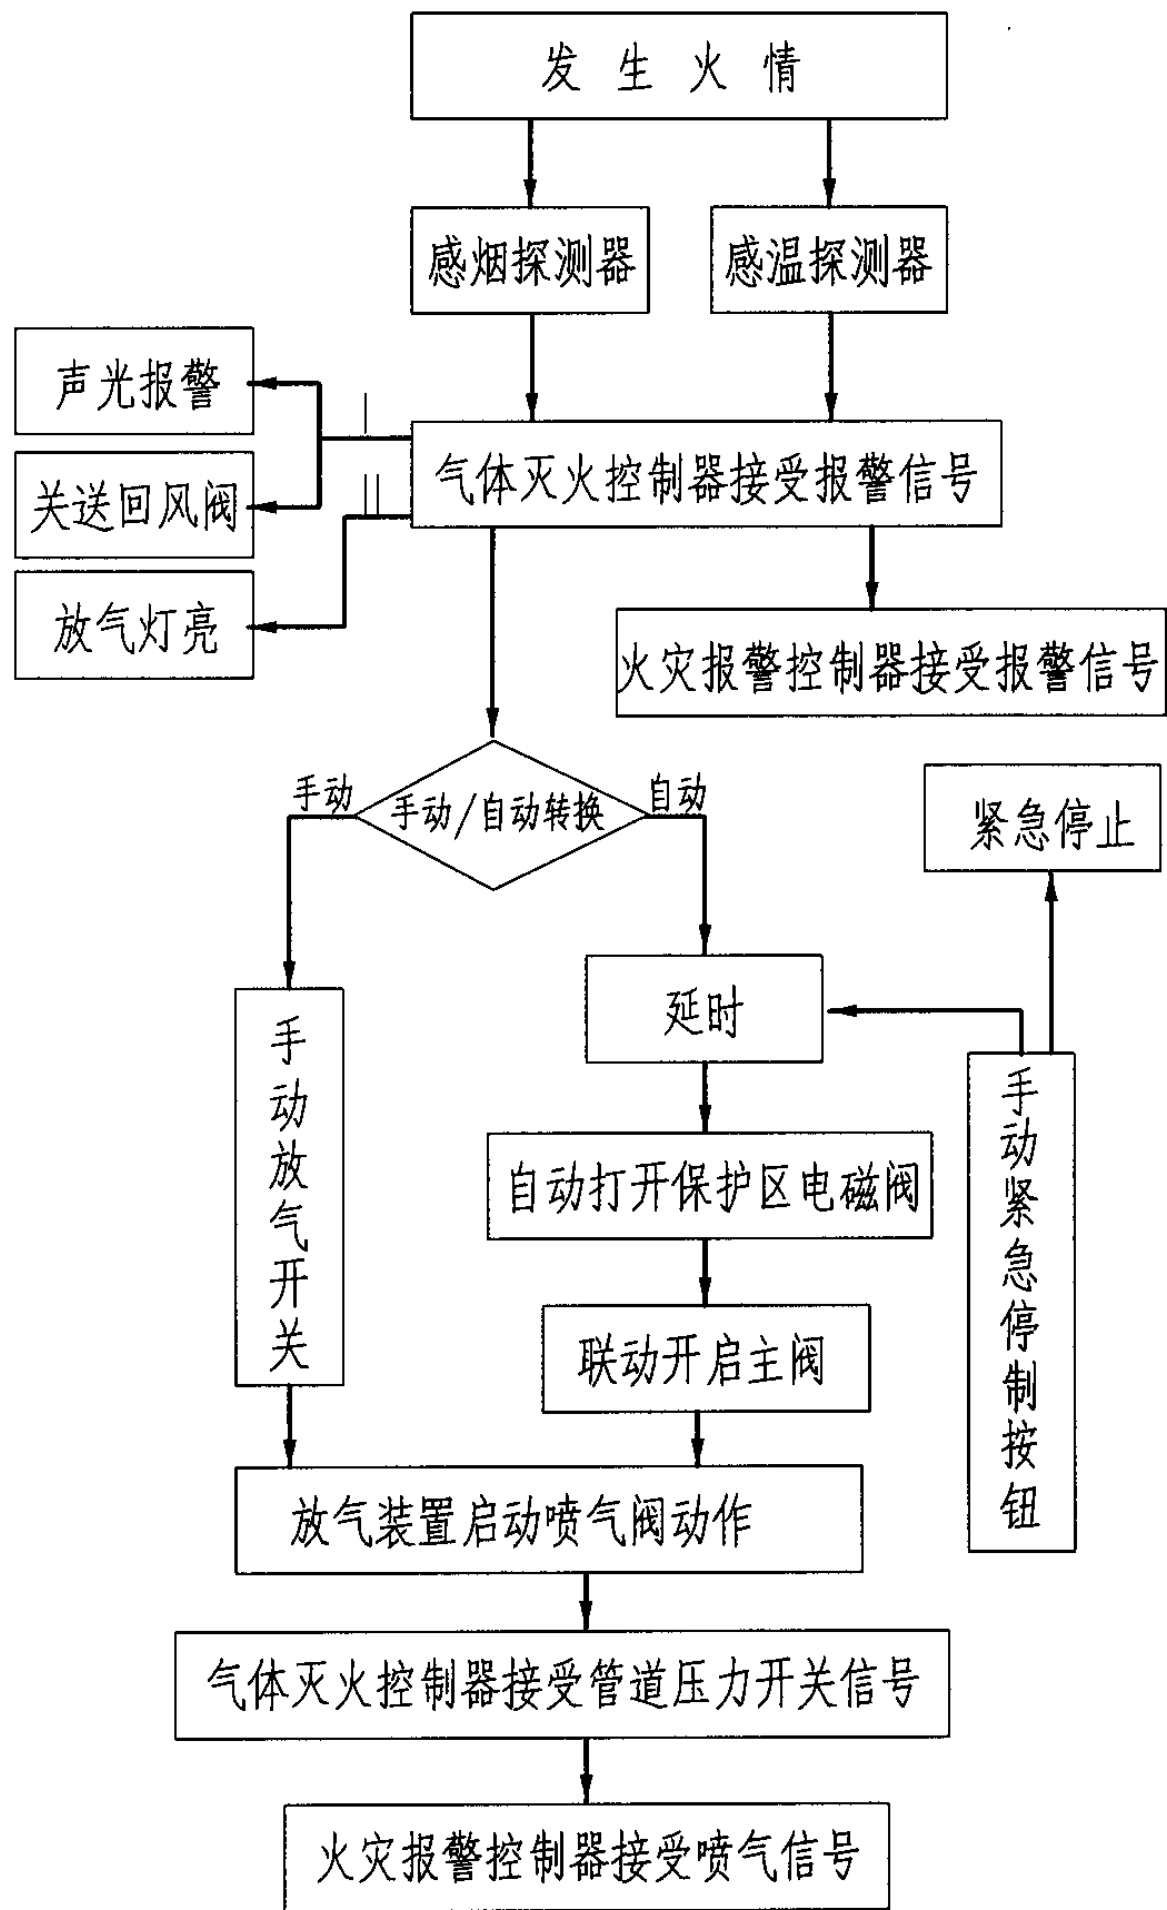 发生火情
感烟探测器
感温探测器
声光报警
气体灭火控制器接受报警信号
关送回风阀
放气灯亮
火灾报警控制器接受报警信号
手动
手动/自动转换
自动
紧急停止
延时
手动放气开关
自动打开保护区电磁阀
手动紧急停制按钮
联动开启主阀
放气装置启动喷气阀动作
气体灭火控制器接受管道压力开关信号
火灾报警控制器接受喷气信号